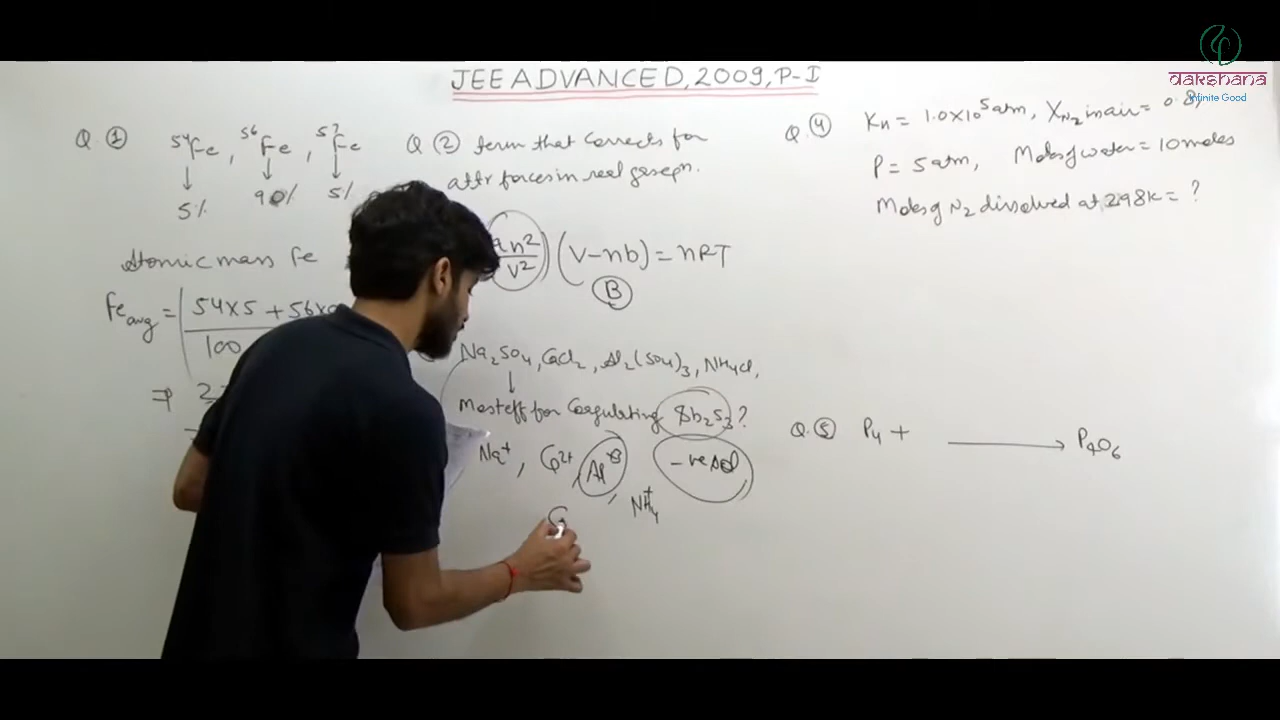 JEE ADVANCED, 2009, P-I
dakshana
Infinite Good
Q. ① ⁵⁴Fe, ⁵⁶Fe, ⁵⁷Fe
5% 90% 5%
Atomic mass Fe
Fe avg = 54×5 + 56×9
100
⇒ 2
Q ② term that corrects for
attr forces in real gas eqn.
an²/V²) (V-nb) = nRT
Ⓑ
Na₂SO₄, CaCl₂, Al₂(SO₄)₃, NH₄Cl,
Most eff for Coagulating Sb₂S₃?
Na⁺, Ca²⁺, Al⁺³, NH₄⁺
-ve sol
C
Q. ④ K_H = 1.0×10⁵ atm, X_N₂ in air = 0.8,
P = 5 atm, Moles of water = 10 moles
Moles of N₂ dissolved at 298K = ?
Q. ⑤ P₄ + → P₄O₆